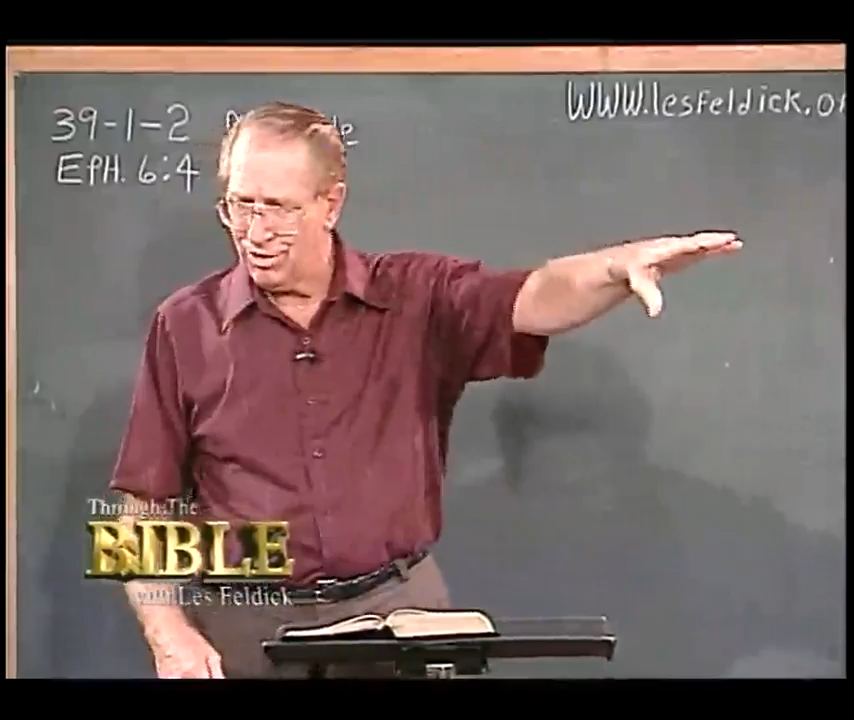 39-1-2
EPH. 6:4
WWW.lesfeldick.or
Through The
BIBLE
with Les Feldick